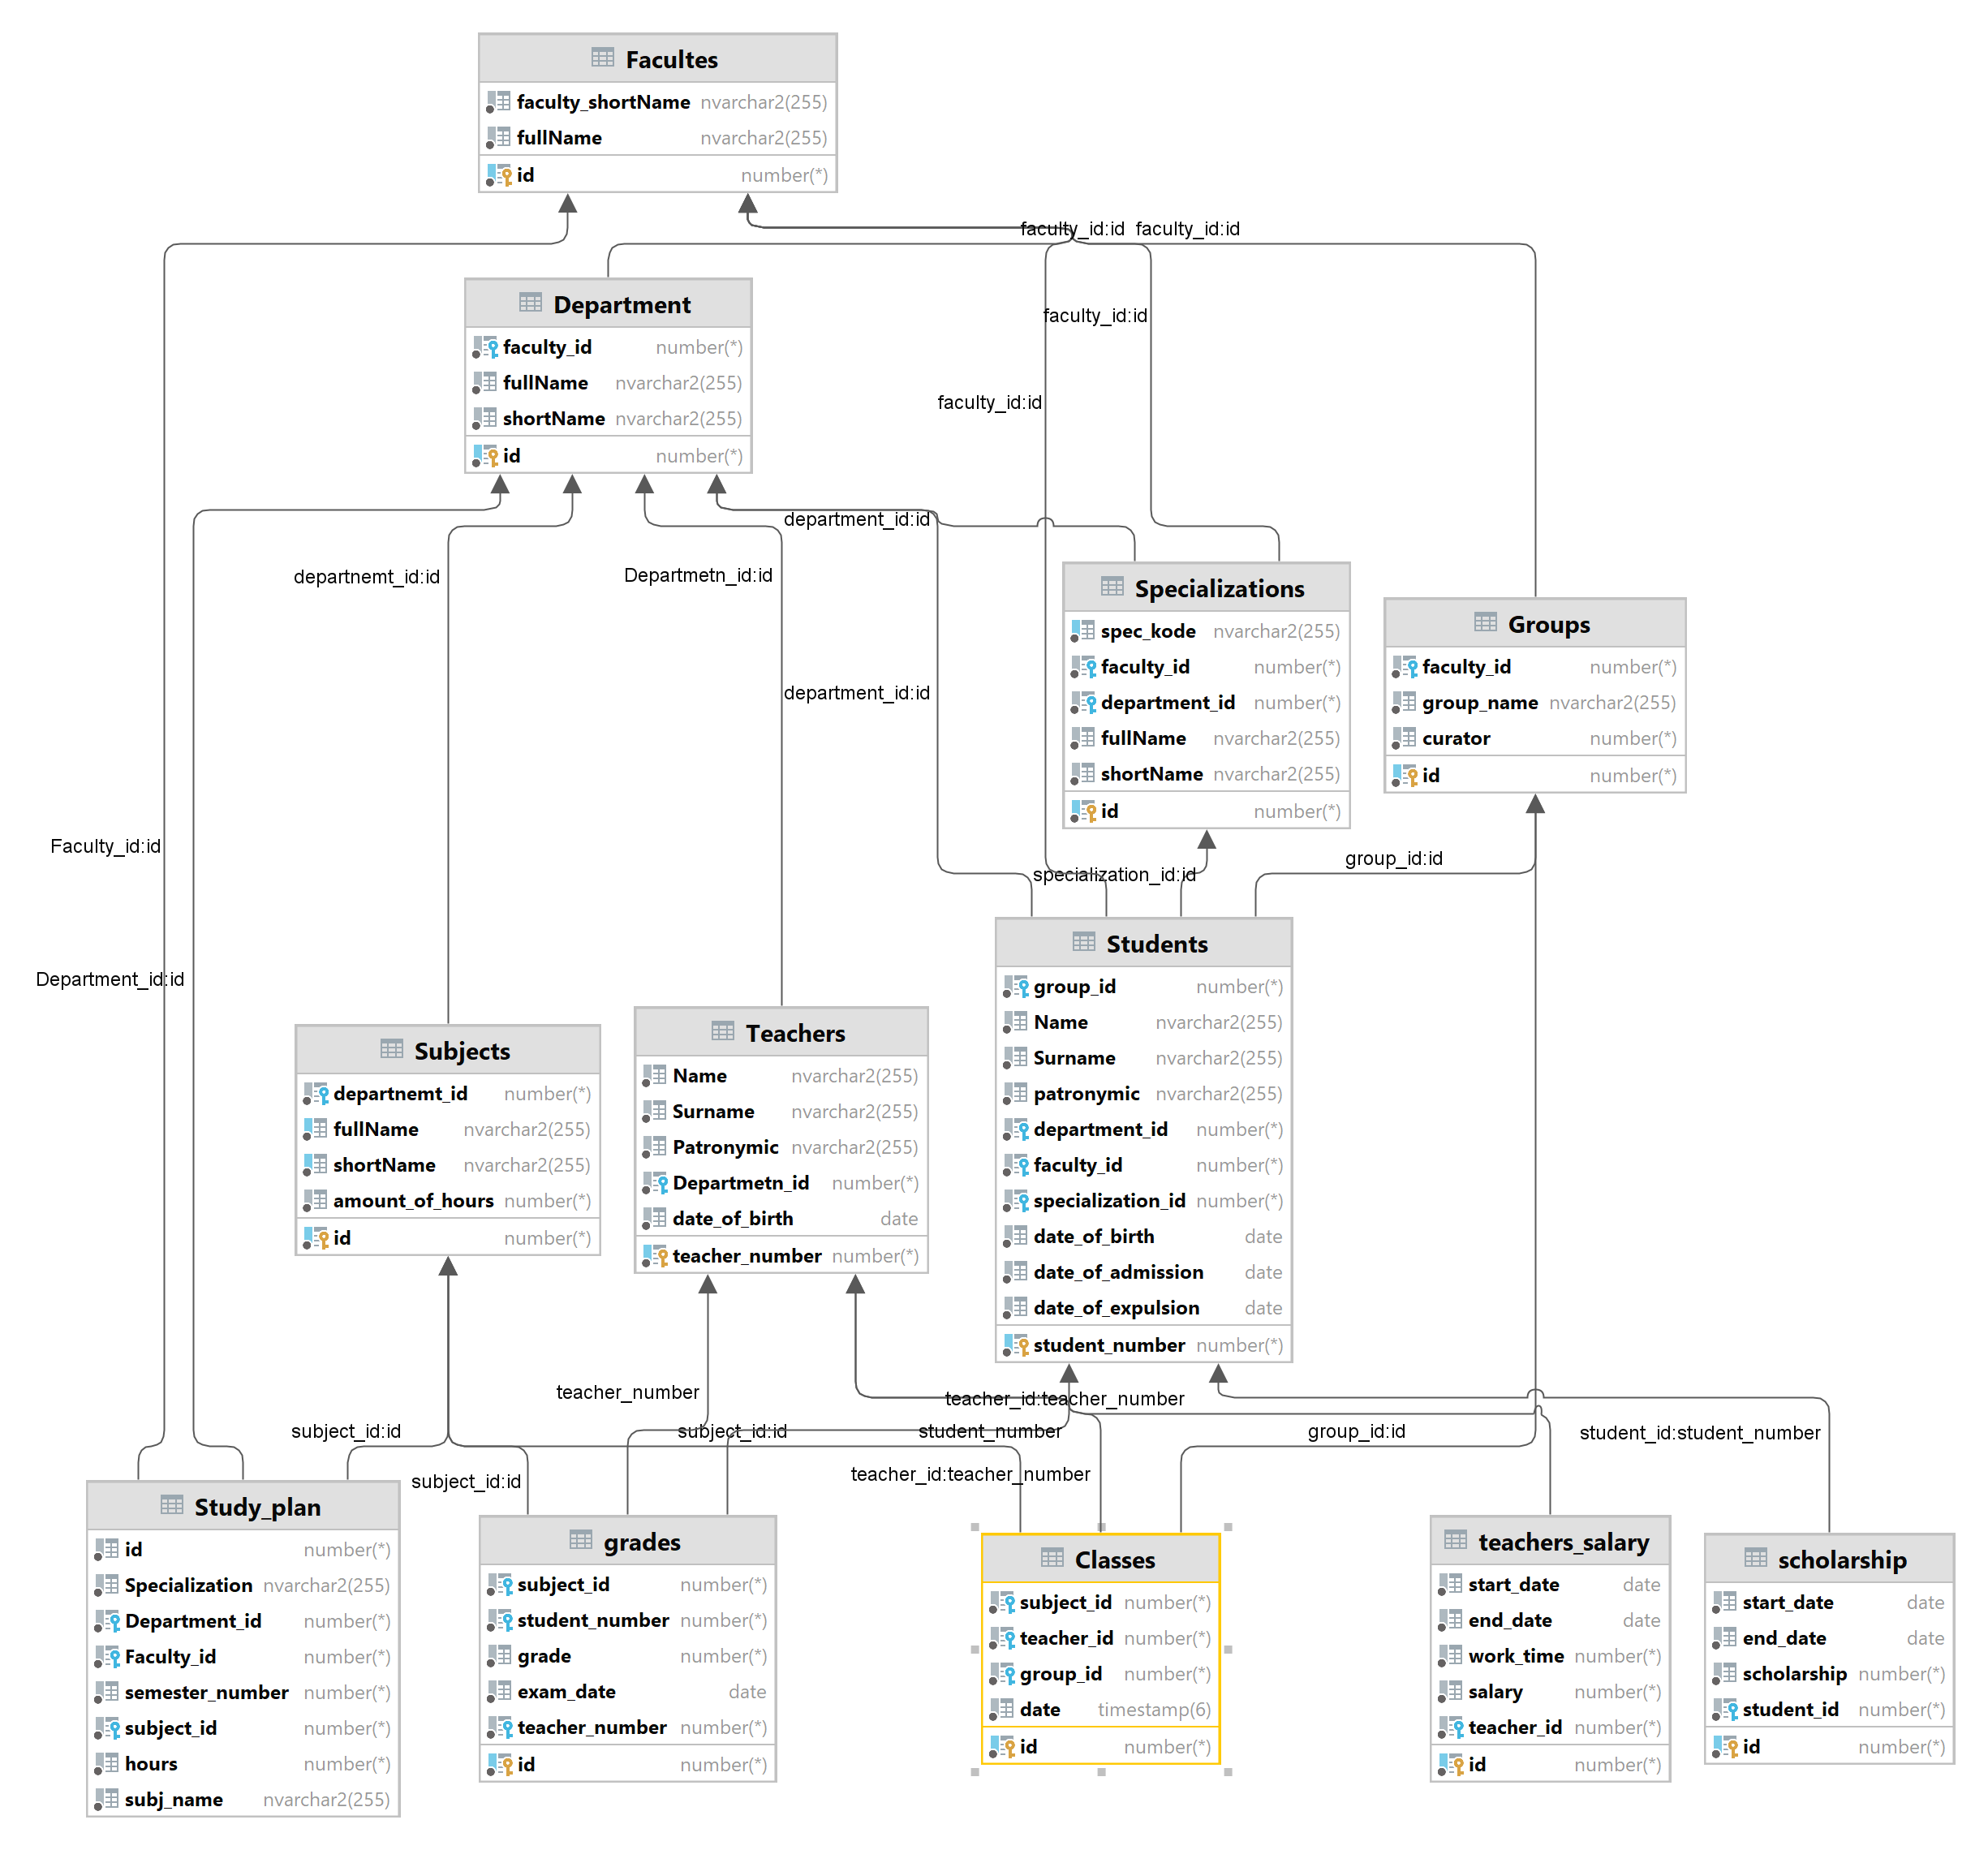 Facultes
faculty_shortName nvarchar2(255)
fullName nvarchar2(255)
id number(*)
faculty_id:id faculty_id:id
Department
faculty_id number(*)
fullName nvarchar2(255)
shortName nvarchar2(255)
id number(*)
faculty_id:id
faculty_id:id
department_id:id
departnemt_id:id
Departmetn_id:id
department_id:id
Specializations
spec_kode nvarchar2(255)
faculty_id number(*)
department_id number(*)
fullName nvarchar2(255)
shortName nvarchar2(255)
id number(*)
Groups
faculty_id number(*)
group_name nvarchar2(255)
curator number(*)
id number(*)
Faculty_id:id
specialization_id:id
group_id:id
Department_id:id
Subjects
departnemt_id number(*)
fullName nvarchar2(255)
shortName nvarchar2(255)
amount_of_hours number(*)
id number(*)
Teachers
Name nvarchar2(255)
Surname nvarchar2(255)
Patronymic nvarchar2(255)
Departmetn_id number(*)
date_of_birth date
teacher_number number(*)
Students
group_id number(*)
Name nvarchar2(255)
Surname nvarchar2(255)
patronymic nvarchar2(255)
department_id number(*)
faculty_id number(*)
specialization_id number(*)
date_of_birth date
date_of_admission date
date_of_expulsion date
student_number number(*)
teacher_number
teacher_id:teacher_number
subject_id:id
subject_id:id
student_number
group_id:id
student_id:student_number
subject_id:id
teacher_id:teacher_number
Study_plan
id number(*)
Specialization nvarchar2(255)
Department_id number(*)
Faculty_id number(*)
semester_number number(*)
subject_id number(*)
hours number(*)
subj_name nvarchar2(255)
grades
subject_id number(*)
student_number number(*)
grade number(*)
exam_date date
teacher_number number(*)
id number(*)
Classes
subject_id number(*)
teacher_id number(*)
group_id number(*)
date timestamp(6)
id number(*)
teachers_salary
start_date date
end_date date
work_time number(*)
salary number(*)
teacher_id number(*)
id number(*)
scholarship
start_date date
end_date date
scholarship number(*)
student_id number(*)
id number(*)